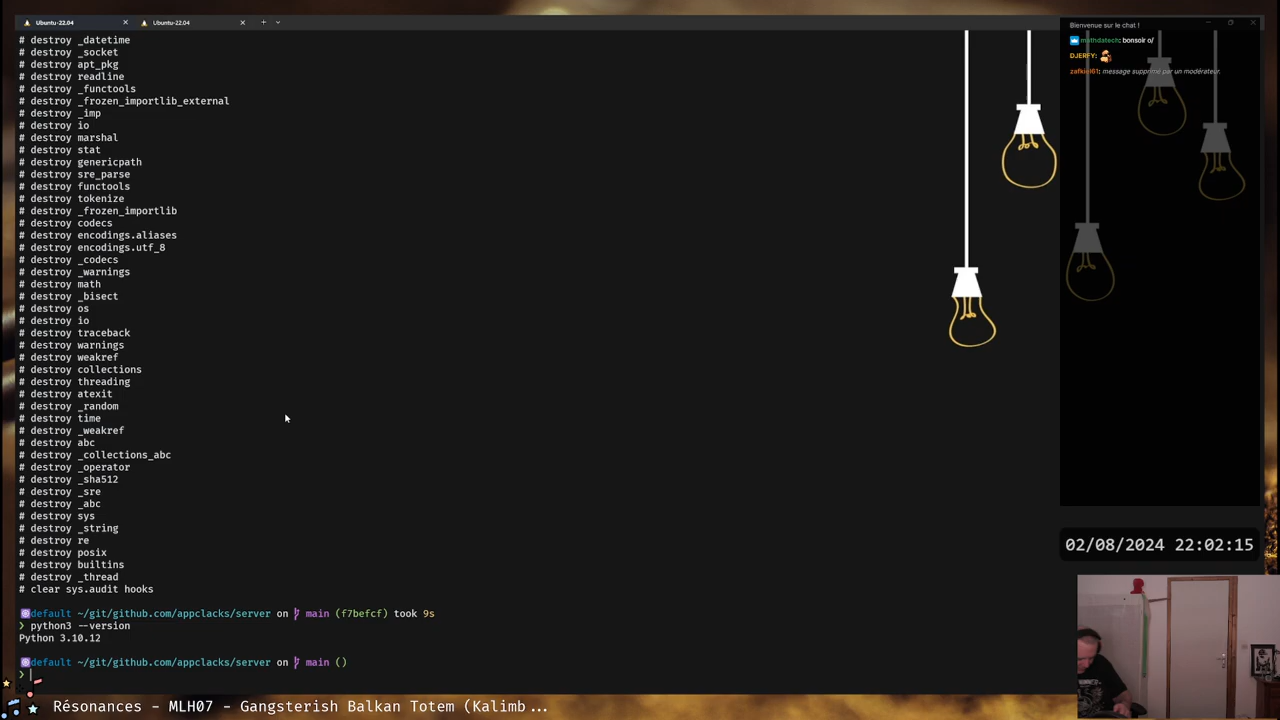 Ubuntu-22.04
Ubuntu-22.04
# destroy _datetime
# destroy _socket
# destroy apt_pkg
# destroy readline
# destroy _functools
# destroy _frozen_importlib_external
# destroy _imp
# destroy io
# destroy marshal
# destroy stat
# destroy genericpath
# destroy sre_parse
# destroy functools
# destroy tokenize
# destroy _frozen_importlib
# destroy codecs
# destroy encodings.aliases
# destroy encodings.utf_8
# destroy _codecs
# destroy _warnings
# destroy math
# destroy _bisect
# destroy os
# destroy io
# destroy traceback
# destroy warnings
# destroy weakref
# destroy collections
# destroy threading
# destroy atexit
# destroy _random
# destroy time
# destroy _weakref
# destroy abc
# destroy _collections_abc
# destroy _operator
# destroy _sha512
# destroy _sre
# destroy _abc
# destroy sys
# destroy _string
# destroy re
# destroy posix
# destroy builtins
# destroy _thread
# clear sys.audit hooks
default ~/git/github.com/appclacks/server on main (f7befcf) took 9s
❯ python3 --version
Python 3.10.12
default ~/git/github.com/appclacks/server on main ()
❯
Bienvenue sur le chat !
mathdatech: bonsoir o/
DJERFY:
zafkiel61: message supprimé par un modérateur.
02/08/2024 22:02:15
Résonances - MLH07 - Gangsterish Balkan Totem (Kalimb ...